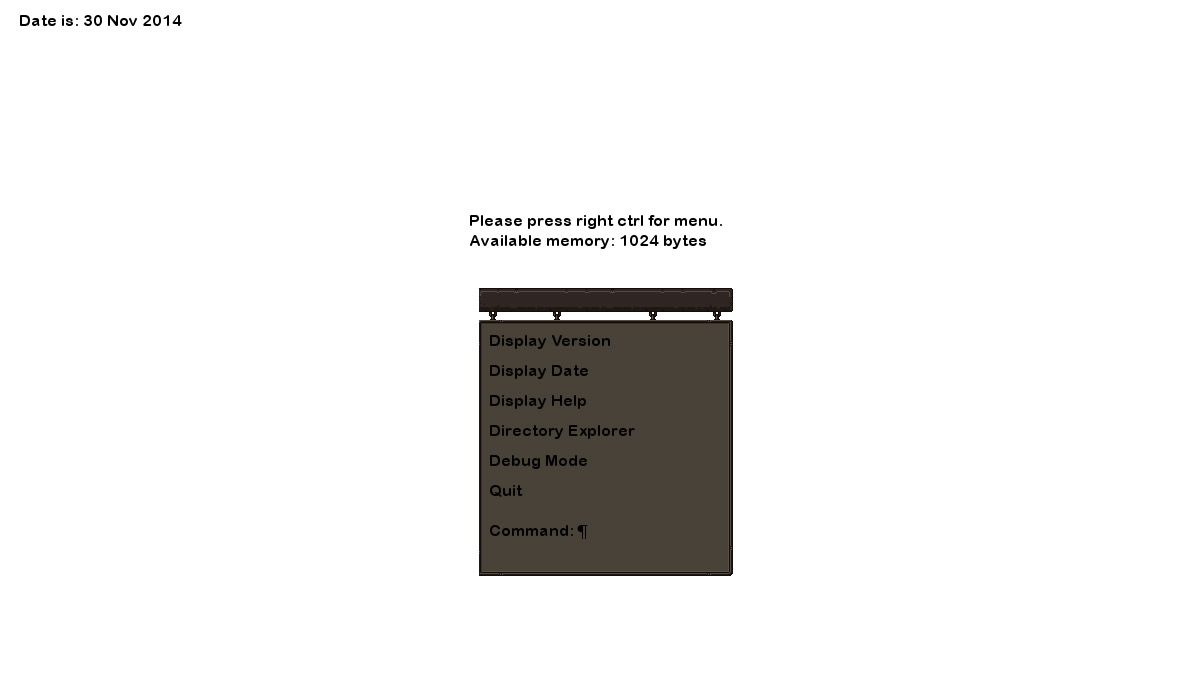 Date is: 30 Nov 2014
Please press right ctrl for menu.
Available memory: 1024 bytes
Display Version
Display Date
Display Help
Directory Explorer
Debug Mode
Quit
Command: ¶